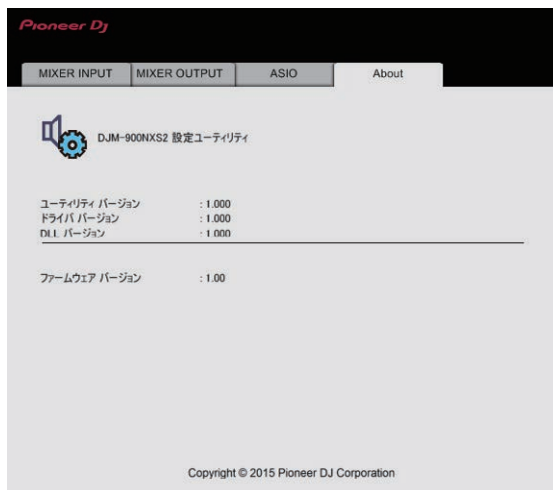 Pioneer Dj
MIXER INPUT MIXER OUTPUT ASIO About
DJM-900NXS2 設定ユーティリティ
ユーティリティ バージョン : 1.000
ドライバ バージョン : 1.000
DLL バージョン : 1.000
ファームウェア バージョン : 1.00
Copyright © 2015 Pioneer DJ Corporation